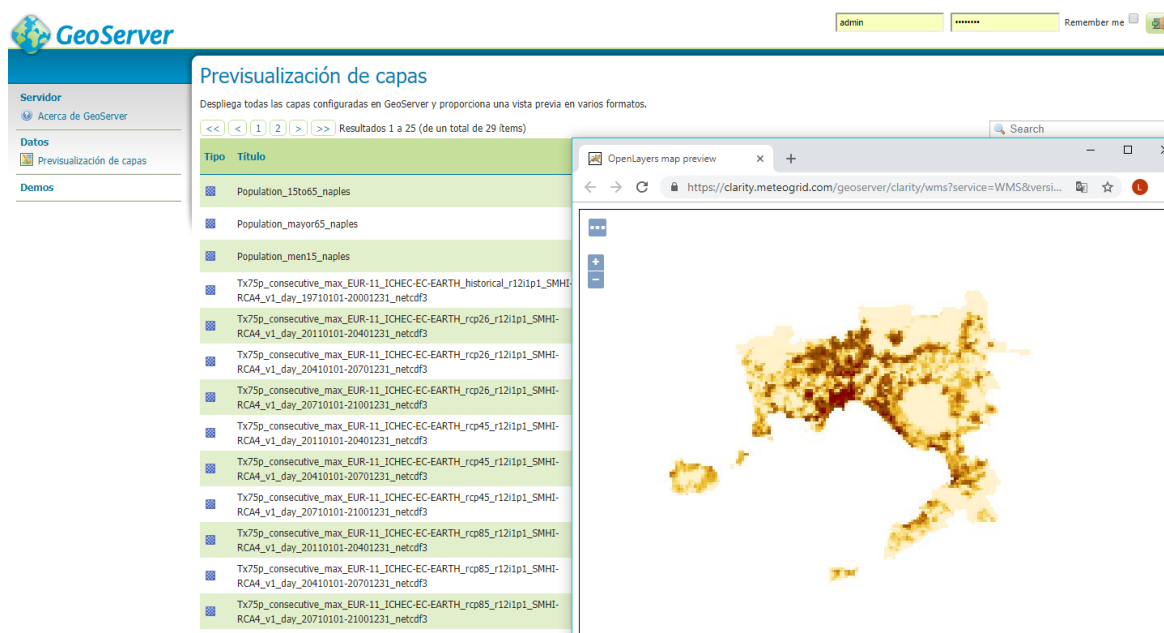 GeoServer
admin
••••••••
Remember me
Servidor
Acerca de GeoServer
Datos
Previsualización de capas
Demos
Previsualización de capas
Despliega todas las capas configuradas en GeoServer y proporciona una vista previa en varios formatos.
<< < 1 2 > >> Resultados 1 a 25 (de un total de 29 ítems)
Search
Tipo Título
Population_15to65_naples
Population_mayor65_naples
Population_men15_naples
Tx75p_consecutive_max_EUR-11_ICHEC-EC-EARTH_historical_r12i1p1_SMHI-
RCA4_v1_day_19710101-20001231_netcdf3
Tx75p_consecutive_max_EUR-11_ICHEC-EC-EARTH_rcp26_r12i1p1_SMHI-
RCA4_v1_day_20110101-20401231_netcdf3
Tx75p_consecutive_max_EUR-11_ICHEC-EC-EARTH_rcp26_r12i1p1_SMHI-
RCA4_v1_day_20410101-20701231_netcdf3
Tx75p_consecutive_max_EUR-11_ICHEC-EC-EARTH_rcp26_r12i1p1_SMHI-
RCA4_v1_day_20710101-21001231_netcdf3
Tx75p_consecutive_max_EUR-11_ICHEC-EC-EARTH_rcp45_r12i1p1_SMHI-
RCA4_v1_day_20110101-20401231_netcdf3
Tx75p_consecutive_max_EUR-11_ICHEC-EC-EARTH_rcp45_r12i1p1_SMHI-
RCA4_v1_day_20410101-20701231_netcdf3
Tx75p_consecutive_max_EUR-11_ICHEC-EC-EARTH_rcp45_r12i1p1_SMHI-
RCA4_v1_day_20710101-21001231_netcdf3
Tx75p_consecutive_max_EUR-11_ICHEC-EC-EARTH_rcp85_r12i1p1_SMHI-
RCA4_v1_day_20110101-20401231_netcdf3
Tx75p_consecutive_max_EUR-11_ICHEC-EC-EARTH_rcp85_r12i1p1_SMHI-
RCA4_v1_day_20410101-20701231_netcdf3
Tx75p_consecutive_max_EUR-11_ICHEC-EC-EARTH_rcp85_r12i1p1_SMHI-
RCA4_v1_day_20710101-21001231_netcdf3
OpenLayers map preview
https://clarity.meteogrid.com/geoserver/clarity/wms?service=WMS&versi...
L
+
−